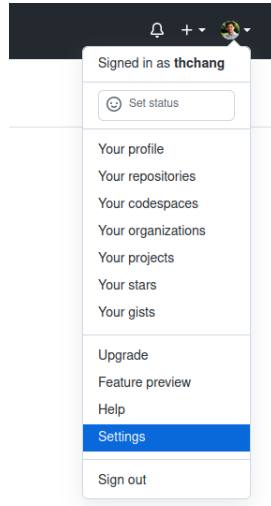 Signed in as thchang
Set status
Your profile
Your repositories
Your codespaces
Your organizations
Your projects
Your stars
Your gists
Upgrade
Feature preview
Help
Settings
Sign out